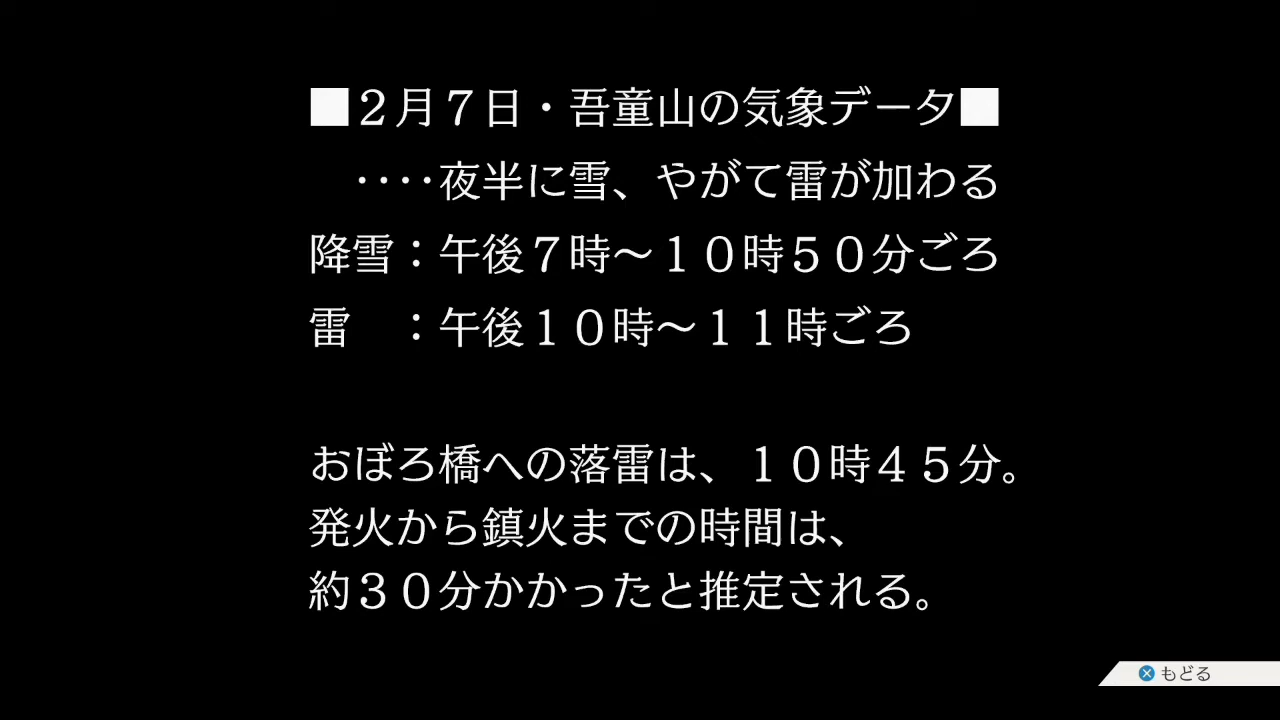 ■２月７日・吾童山の気象データ■
‥‥夜半に雪、やがて雷が加わる
降雪：午後７時～１０時５０分ごろ
雷　：午後１０時～１１時ごろ
おぼろ橋への落雷は、１０時４５分。
発火から鎮火までの時間は、
約３０分かかったと推定される。
もどる